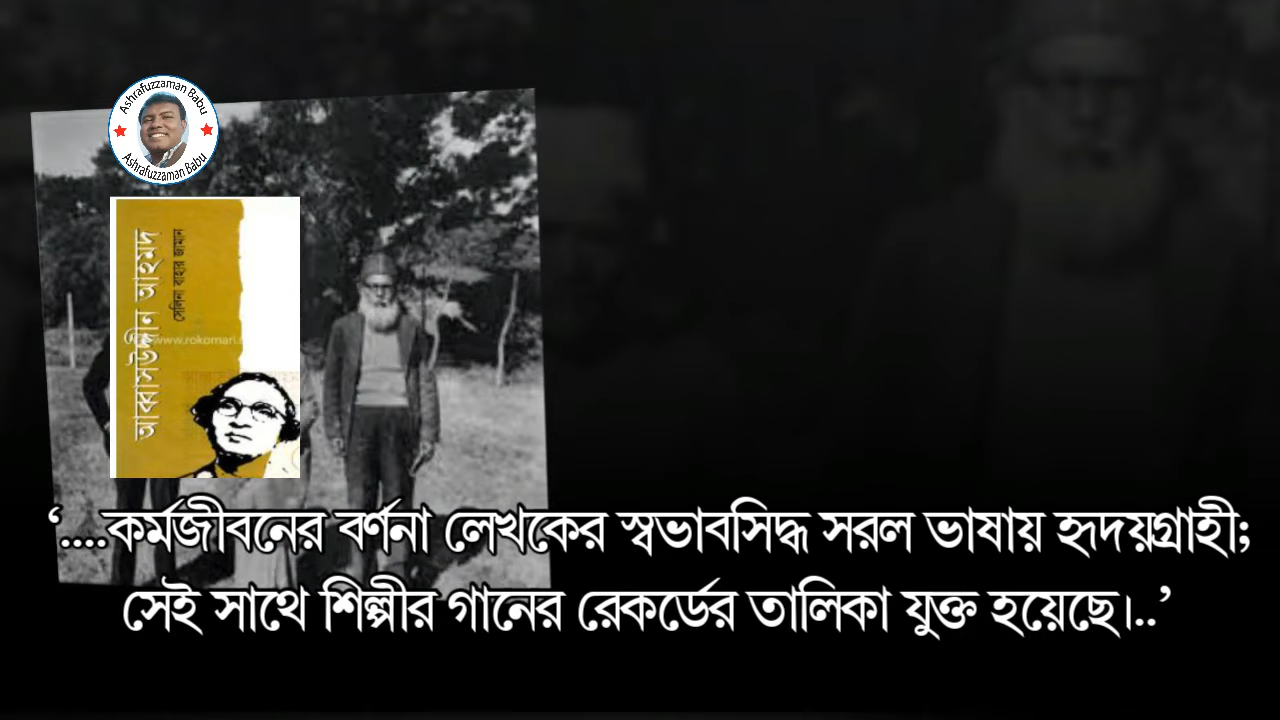 Ashrafuzzaman Babu
Ashrafuzzaman Babu
আব্বাসউদ্দীন আহমদ
সেলিনা বাহার জামান
www.rokomari.
‘....কর্মজীবনের বর্ণনা লেখকের স্বভাবসিদ্ধ সরল ভাষায় হৃদয়গ্রাহী;
সেই সাথে শিল্পীর গানের রেকর্ডের তালিকা যুক্ত হয়েছে।..’